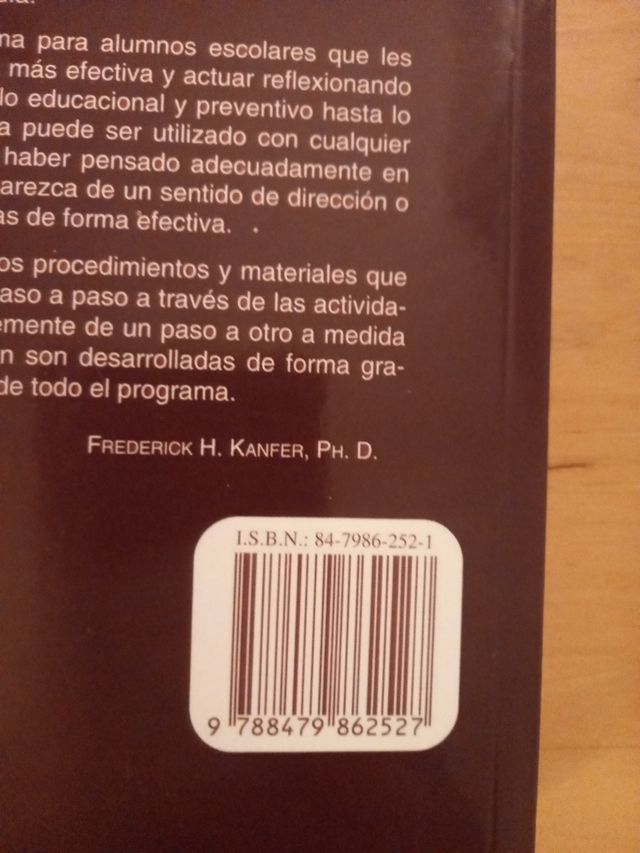 na para alumnos escolares que les
más efectiva y actuar reflexionando
lo educacional y preventivo hasta lo
a puede ser utilizado con cualquier
haber pensado adecuadamente en
arezca de un sentido de dirección o
as de forma efectiva.
os procedimientos y materiales que
aso a paso a través de las activida-
emente de un paso a otro a medida
n son desarrolladas de forma gra-
de todo el programa.
FREDERICK H. KANFER, PH. D.
I.S.B.N.: 84-7986-252-1
9 788479 862527